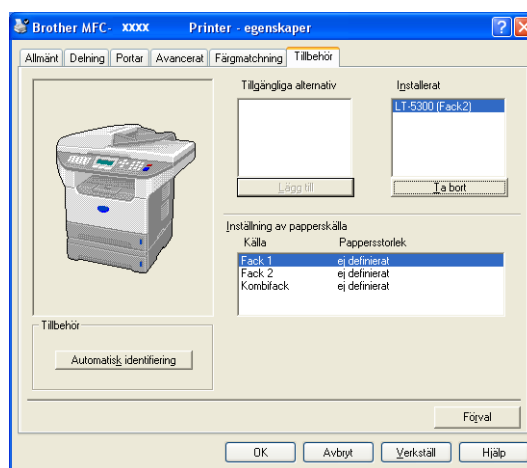 Brother MFC- XXXX Printer - egenskaper
Allmänt Delning Portar Avancerat Färgmatchning Tillbehör
Tillgängliga alternativ Installerat
LT-5300 (Fack2)
Lägg till Ta bort
Inställning av papperskälla
Källa Pappersstorlek
Fack 1 ej definierat
Fack 2 ej definierat
Kombifack ej definierat
Tillbehör
Automatisk identifiering
Förval
OK Avbryt Verkställ Hjälp